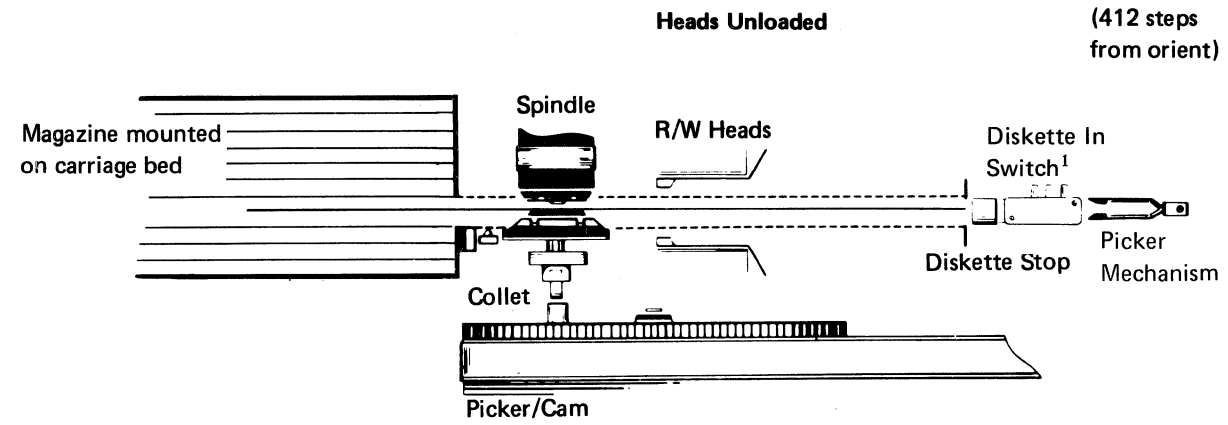 Heads Unloaded
(412 steps
from orient)
Spindle
Magazine mounted
on carriage bed
R/W Heads
Diskette In
Switch¹
Picker
Mechanism
Diskette Stop
Collet
Picker/Cam